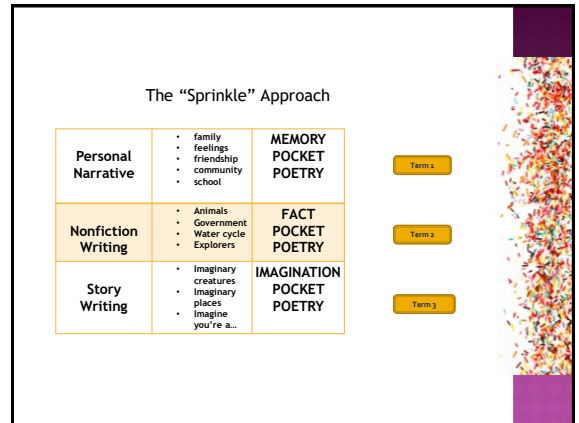 The “Sprinkle” Approach
Personal
Narrative
• family
• feelings
• friendship
• community
• school
MEMORY
POCKET
POETRY
Term 1
Nonfiction
Writing
• Animals
• Government
• Water cycle
• Explorers
FACT
POCKET
POETRY
Term 2
Story
Writing
• Imaginary
creatures
• Imaginary
places
• Imagine
you’re a…
IMAGINATION
POCKET
POETRY
Term 3